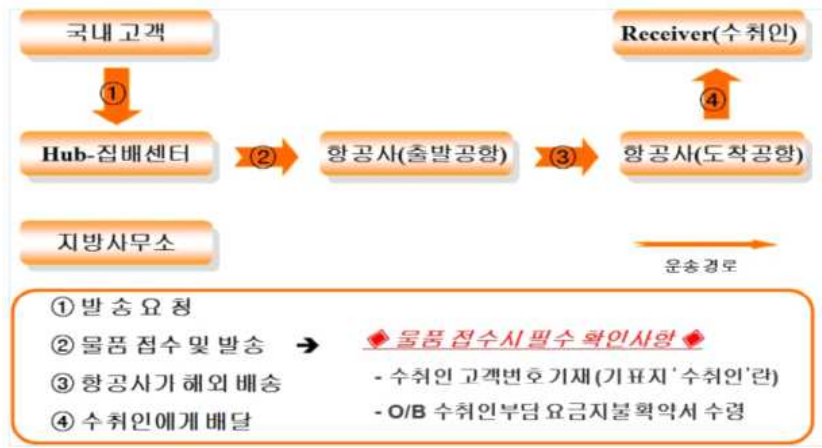 국내 고객
Receiver(수취인)
①
④
Hub-집배센터
②
항공사(출발공항)
③
항공사(도착공항)
지방사무소
운송경로
① 발송요청
② 물품 접수 및 발송 ➔ ◈ 물품 접수시 필수 확인사항 ◈
③ 항공사가 해외 배송 - 수취인 고객번호 기재 (기표지 '수취인'란)
④ 수취인에게 배달 - O/B 수취인부담 요금지불확약서 수령